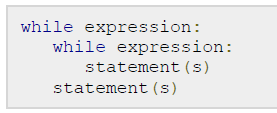 while expression:
   while expression:
      statement(s)
   statement(s)